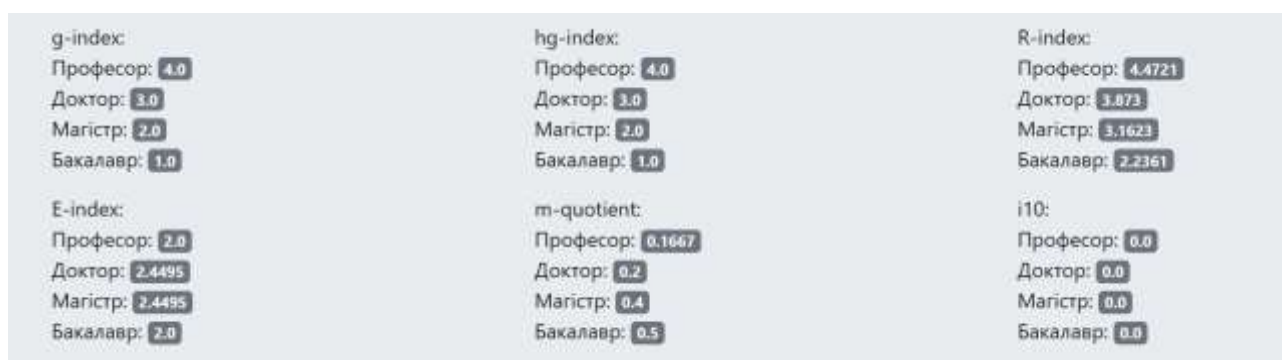 g-index:
Професор: 4.0
Доктор: 3.0
Магістр: 2.0
Бакалавр: 1.0
hg-index:
Професор: 4.0
Доктор: 3.0
Магістр: 2.0
Бакалавр: 1.0
R-index:
Професор: 4.4721
Доктор: 3.873
Магістр: 3.1623
Бакалавр: 2.2361
E-index:
Професор: 2.0
Доктор: 2.4495
Магістр: 2.4495
Бакалавр: 2.0
m-quotient:
Професор: 0.1667
Доктор: 0.2
Магістр: 0.4
Бакалавр: 0.5
i10:
Професор: 0.0
Доктор: 0.0
Магістр: 0.0
Бакалавр: 0.0